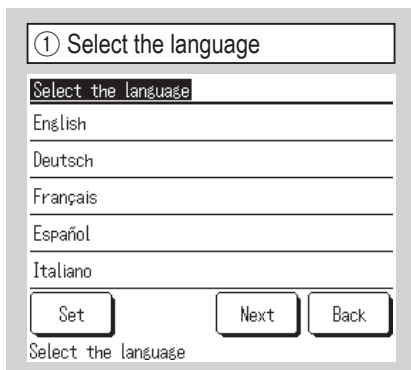 ① Select the language
Select the language
English
Deutsch
Français
Español
Italiano
Set Next Back
Select the language